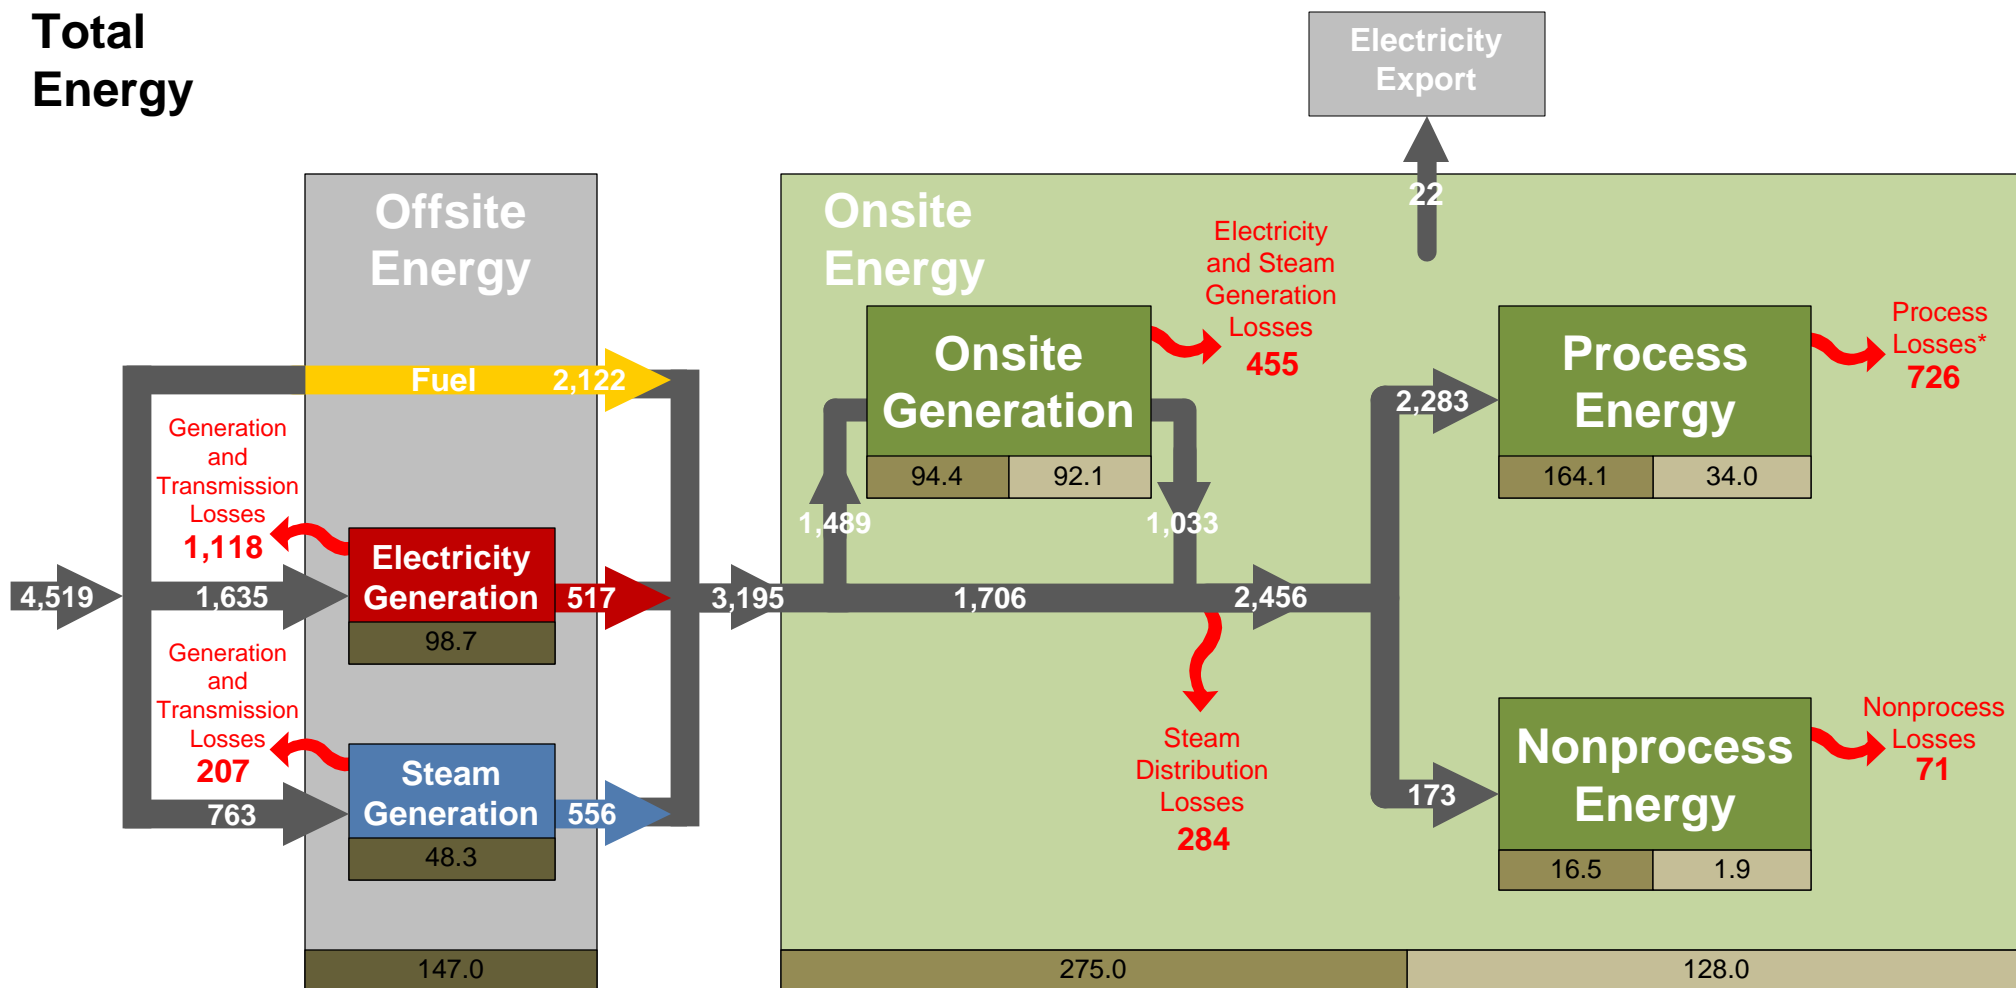 Total
Energy
Electricity
Export
22
Offsite
Energy
Onsite
Energy
Electricity
and Steam
Generation
Losses
455
Process
Losses*
726
Fuel 2,122
Onsite
Generation
94.4 92.1
Process
Energy
164.1 34.0
2,283
Generation
and
Transmission
Losses
1,118
1,489
1,033
Electricity
Generation
98.7
4,519
1,635
517
3,195
1,706
2,456
Generation
and
Transmission
Losses
207
763
Steam
Generation
48.3
556
Steam
Distribution
Losses
284
173
Nonprocess
Energy
16.5 1.9
Nonprocess
Losses
71
147.0
275.0
128.0